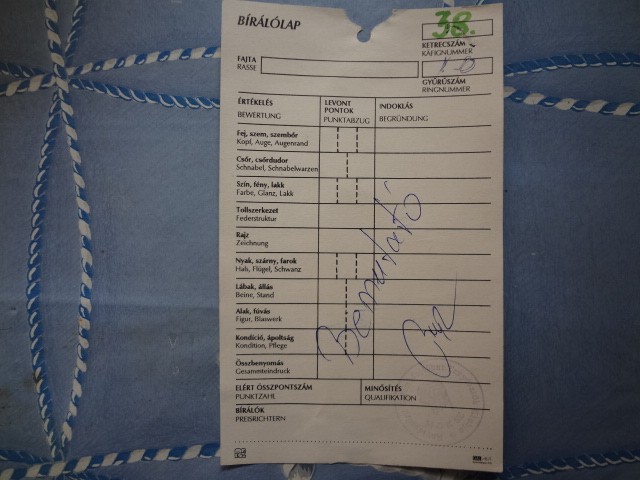 BÍRÁLÓLAP
38.
KETRECSZÁM
KÄFIGNUMMER
FAJTA
RASSE
GYŰRŰSZÁM
RINGNUMMER
ÉRTÉKELÉS
BEWERTUNG
LEVONT
PONTOK
PUNKTABZUG
INDOKLÁS
BEGRÜNDUNG
Fej, szem, szembőr
Kopf, Auge, Augenrand
Csőr, csőrdudor
Schnabel, Schnabelwarzen
Szín, fény, lakk
Farbe, Glanz, Lakk
Tollszerkezet
Federstruktur
Rajz
Zeichnung
Nyak, szárny, farok
Hals, Flügel, Schwanz
Lábak, állás
Beine, Stand
Alak, fúvás
Figur, Blaswerk
Kondíció, ápoltság
Kondition, Pflege
Összbenyomás
Gesamteindruck
Bemutató
ELÉRT ÖSSZPONTSZÁM
PUNKTZAHL
MINŐSÍTÉS
QUALIFIKATION
BÍRÁLÓK
PREISRICHTERN